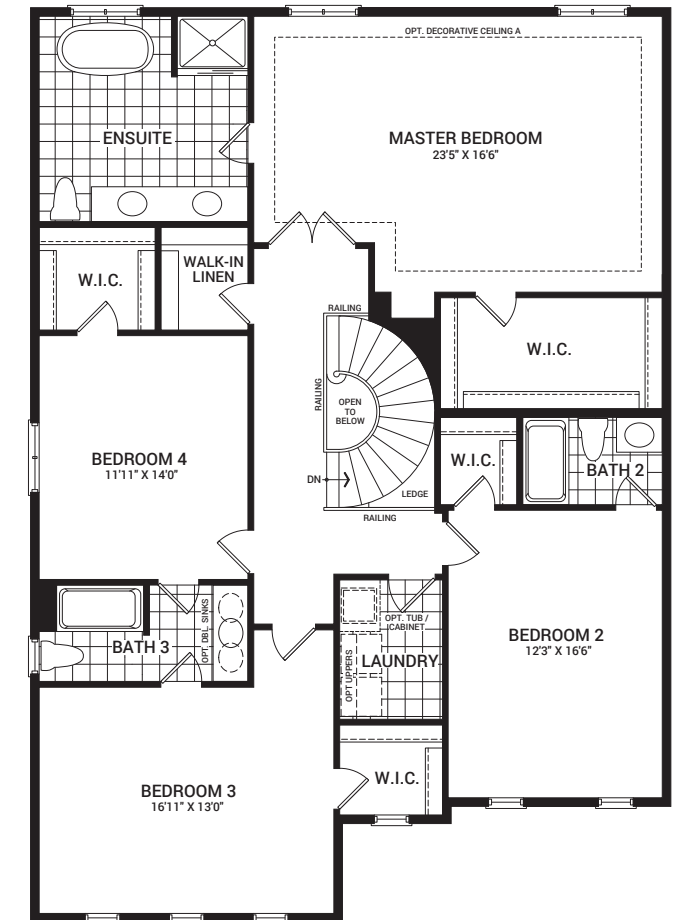 OPT. DECORATIVE CEILING A
ENSUITE
MASTER BEDROOM
23'5" X 16'6"
W.I.C.
WALK-IN
LINEN
RAILING
W.I.C.
RAILING
OPEN
TO
BELOW
BEDROOM 4
11'11" X 14'0"
W.I.C.
BATH 2
DN
LEDGE
RAILING
OPT. DBL. SINKS
BATH 3
OPT. TUB /
CABINET
LAUNDRY
OPT UPPERS
BEDROOM 2
12'3" X 16'6"
W.I.C.
BEDROOM 3
16'11" X 13'0"